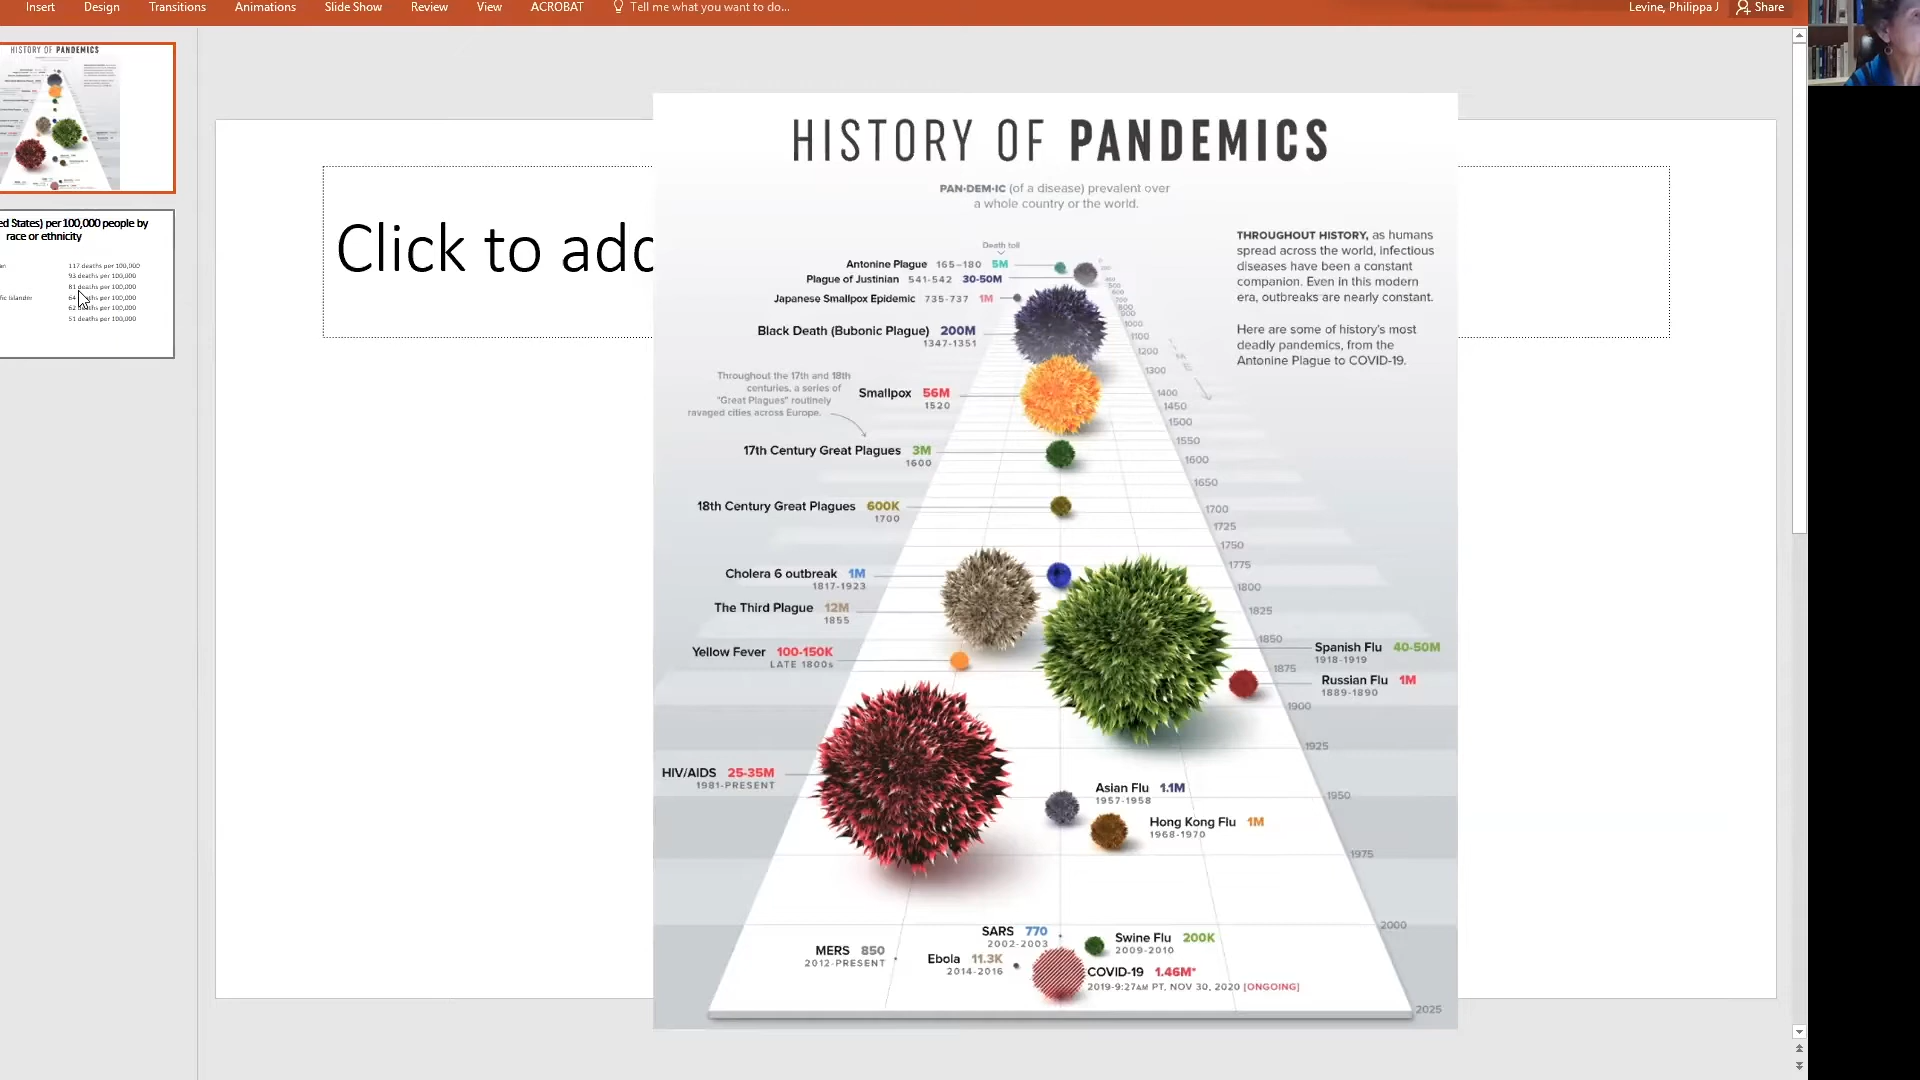 Insert Design Transitions Animations Slide Show Review View ACROBAT Tell me what you want to do... Levine, Philippa J Share
HISTORY OF PANDEMICS
ed States) per 100,000 people by
race or ethnicity
117 deaths per 100,000
93 deaths per 100,000
81 deaths per 100,000
fic Islander
62 deaths per 100,000
51 deaths per 100,000
Click to add
HISTORY OF PANDEMICS
PAN·DEM·IC (of a disease) prevalent over
a whole country or the world.
THROUGHOUT HISTORY, as humans
spread across the world, infectious
diseases have been a constant
companion. Even in this modern
era, outbreaks are nearly constant.
Here are some of history's most
deadly pandemics, from the
Antonine Plague to COVID-19.
Death toll
Antonine Plague 165-180 5M
Plague of Justinian 541-542 30-50M
Japanese Smallpox Epidemic 735-737 1M
Black Death (Bubonic Plague) 200M
1347-1351
Throughout the 17th and 18th
centuries, a series of
"Great Plagues" routinely
ravaged cities across Europe.
Smallpox 56M
1520
17th Century Great Plagues 3M
1600
18th Century Great Plagues 600K
1700
Cholera 6 outbreak 1M
1817-1923
The Third Plague 12M
1855
Yellow Fever 100-150K
LATE 1800s
Spanish Flu 40-50M
1918-1919
Russian Flu 1M
1889-1890
HIV/AIDS 25-35M
1981-PRESENT
Asian Flu 1.1M
1957-1958
Hong Kong Flu 1M
1968-1970
SARS 770
2002-2003
Swine Flu 200K
2009-2010
MERS 850
2012-PRESENT
Ebola 11.3K
2014-2016
COVID-19 1.46M*
2019-9:27AM PT, NOV 30, 2020 [ONGOING]
500
600
700
800
900
1000
1100
1200
1300
1400
1450
1500
1550
1600
1650
1700
1725
1750
1775
1800
1825
1850
1875
1900
1925
1950
1975
2000
2025